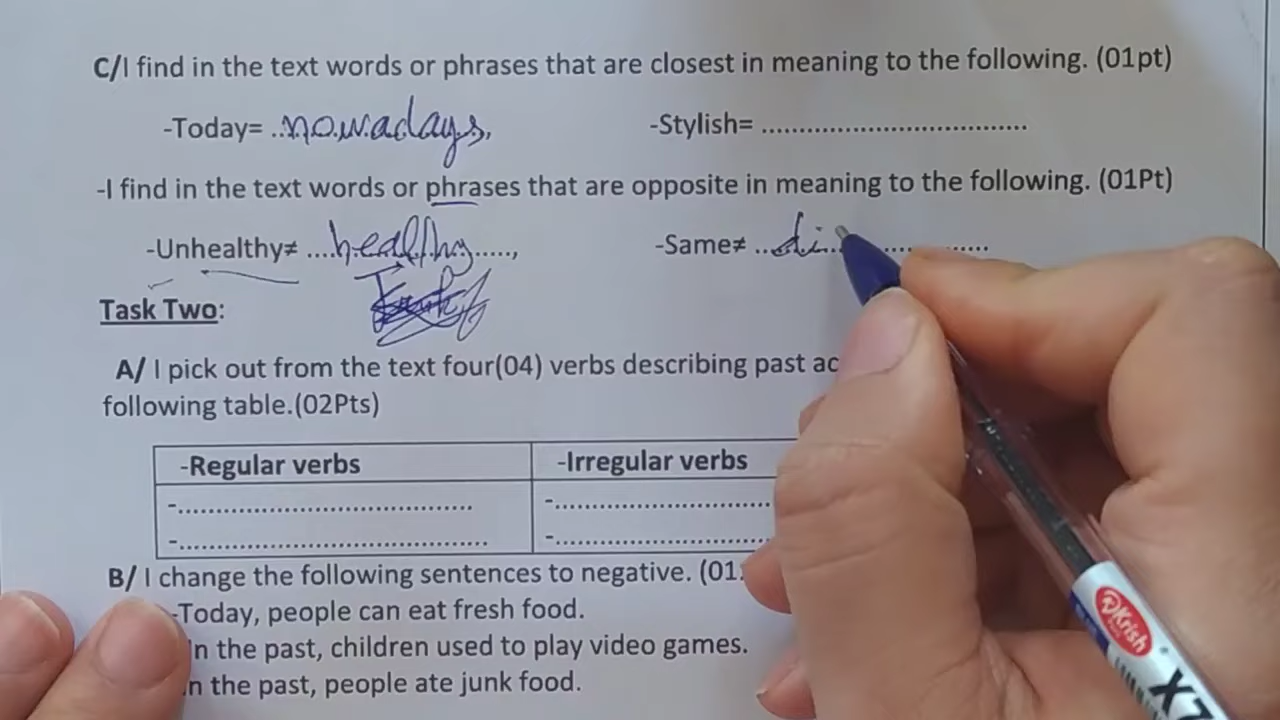 C/I find in the text words or phrases that are closest in meaning to the following. (01pt)
-Today= ..nowadays, -Stylish= ..................................
-I find in the text words or phrases that are opposite in meaning to the following. (01Pt)
-Unhealthy≠ ....healthy....., -Same≠ ...di..............
Task Two:
A/ I pick out from the text four(04) verbs describing past ac
following table.(02Pts)
-Regular verbs -Irregular verbs
-...................................... -............................
-........................................ -............................
B/ I change the following sentences to negative. (01
-Today, people can eat fresh food.
n the past, children used to play video games.
n the past, people ate junk food.
Krish
X7